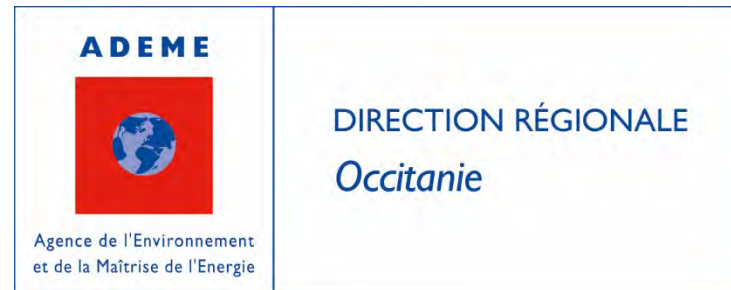 ADEME
Agence de l'Environnement
et de la Maîtrise de l'Energie
DIRECTION RÉGIONALE
Occitanie